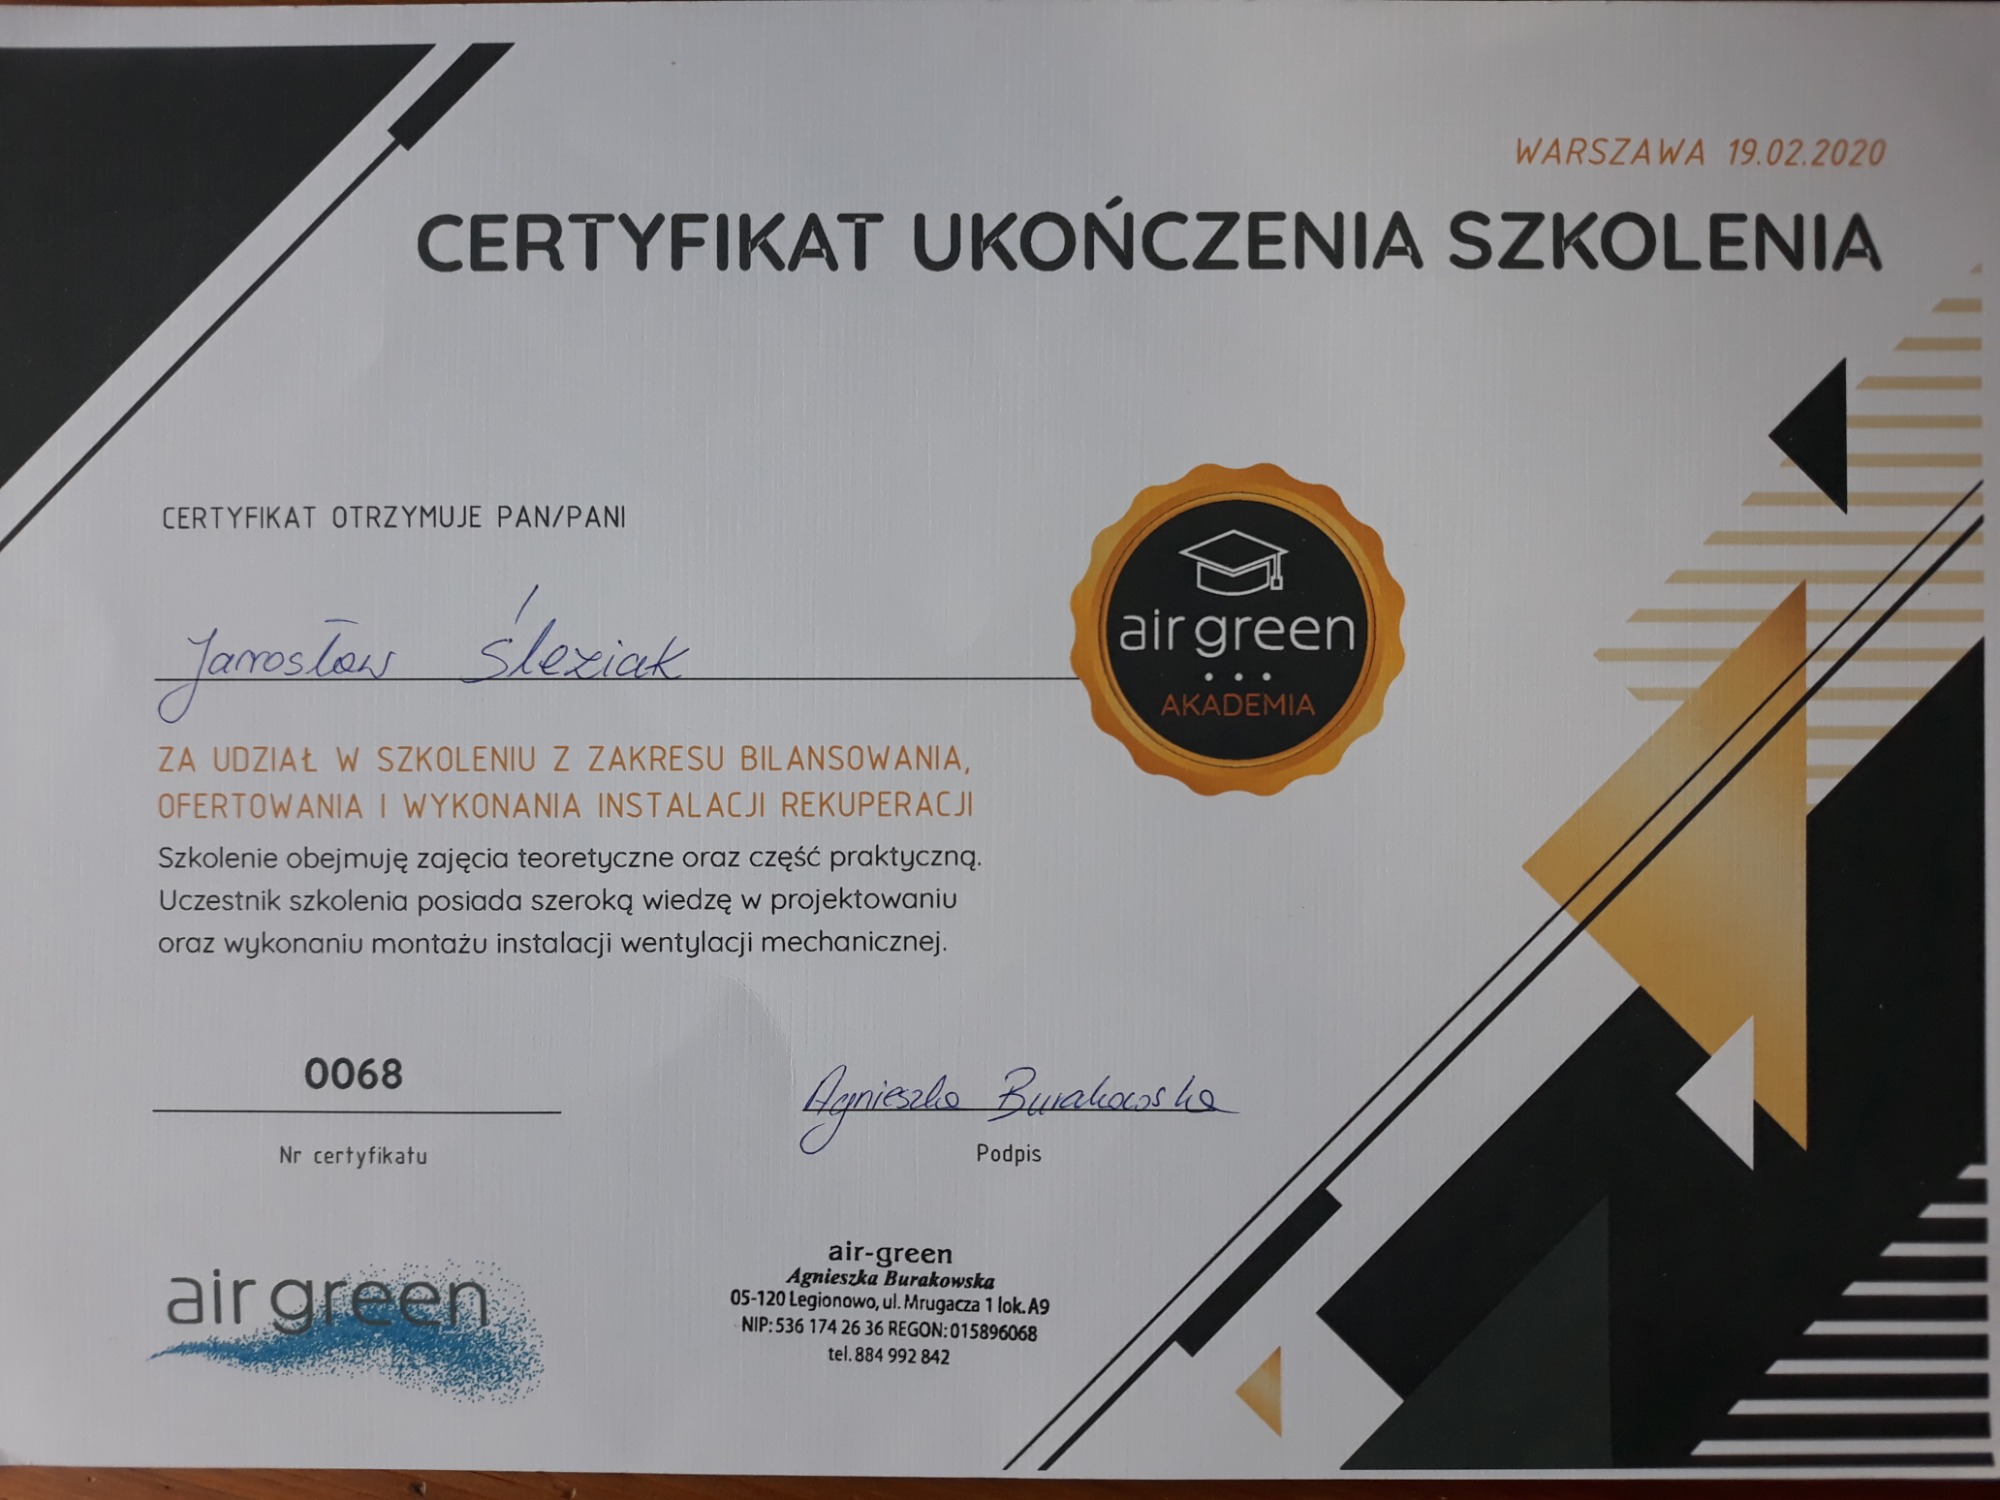 WARSZAWA 19.02.2020
CERTYFIKAT UKOŃCZENIA SZKOLENIA
CERTYFIKAT OTRZYMUJE PAN/PANI
Jarosław Śleziak
air green
AKADEMIA
ZA UDZIAŁ W SZKOLENIU Z ZAKRESU BILANSOWANIA,
OFERTOWANIA I WYKONANIA INSTALACJI REKUPERACJI
Szkolenie obejmuję zajęcia teoretyczne oraz część praktyczną.
Uczestnik szkolenia posiada szeroką wiedzę w projektowaniu
oraz wykonaniu montażu instalacji wentylacji mechanicznej.
0068
Nr certyfikatu
Agnieszka Burakowska
Podpis
air green
air-green
Agnieszka Burakowska
05-120 Legionowo, ul. Mrugacza 1 lok. A9
NIP: 536 174 26 36 REGON: 015896068
tel. 884 992 842